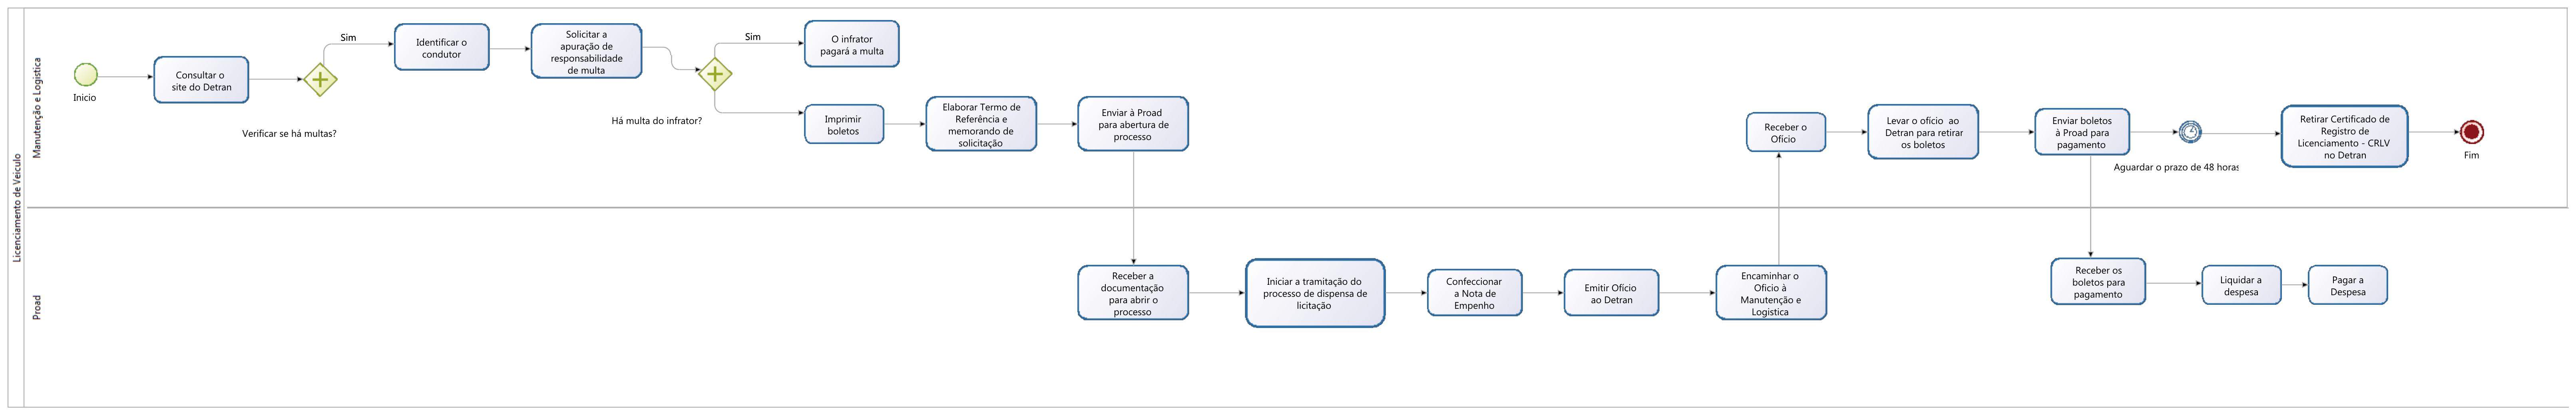 Licenciamento de Veiculo
Manutenção e Logistica
Inicio
Consultar o
site do Detran
Verificar se há multas?
Sim
Identificar o
condutor
Solicitar a
apuração de
responsabilidade
de multa
Há multa do infrator?
Sim
O infrator
pagará a multa
Imprimir
boletos
Elaborar Termo de
Referência e
memorando de
solicitação
Enviar à Proad
para abertura de
processo
Receber o
Ofício
Levar o ofício ao
Detran para retirar
os boletos
Enviar boletos
à Proad para
pagamento
Aguardar o prazo de 48 horas
Retirar Certificado de
Registro de
Licenciamento - CRLV
no Detran
Fim
Proad
Receber a
documentação
para abrir o
processo
Iniciar a tramitação do
processo de dispensa de
licitação
Confeccionar
a Nota de
Empenho
Emitir Ofício
ao Detran
Encaminhar o
Oficio à
Manutenção e
Logistica
Receber os
boletos para
pagamento
Liquidar a
despesa
Pagar a
Despesa